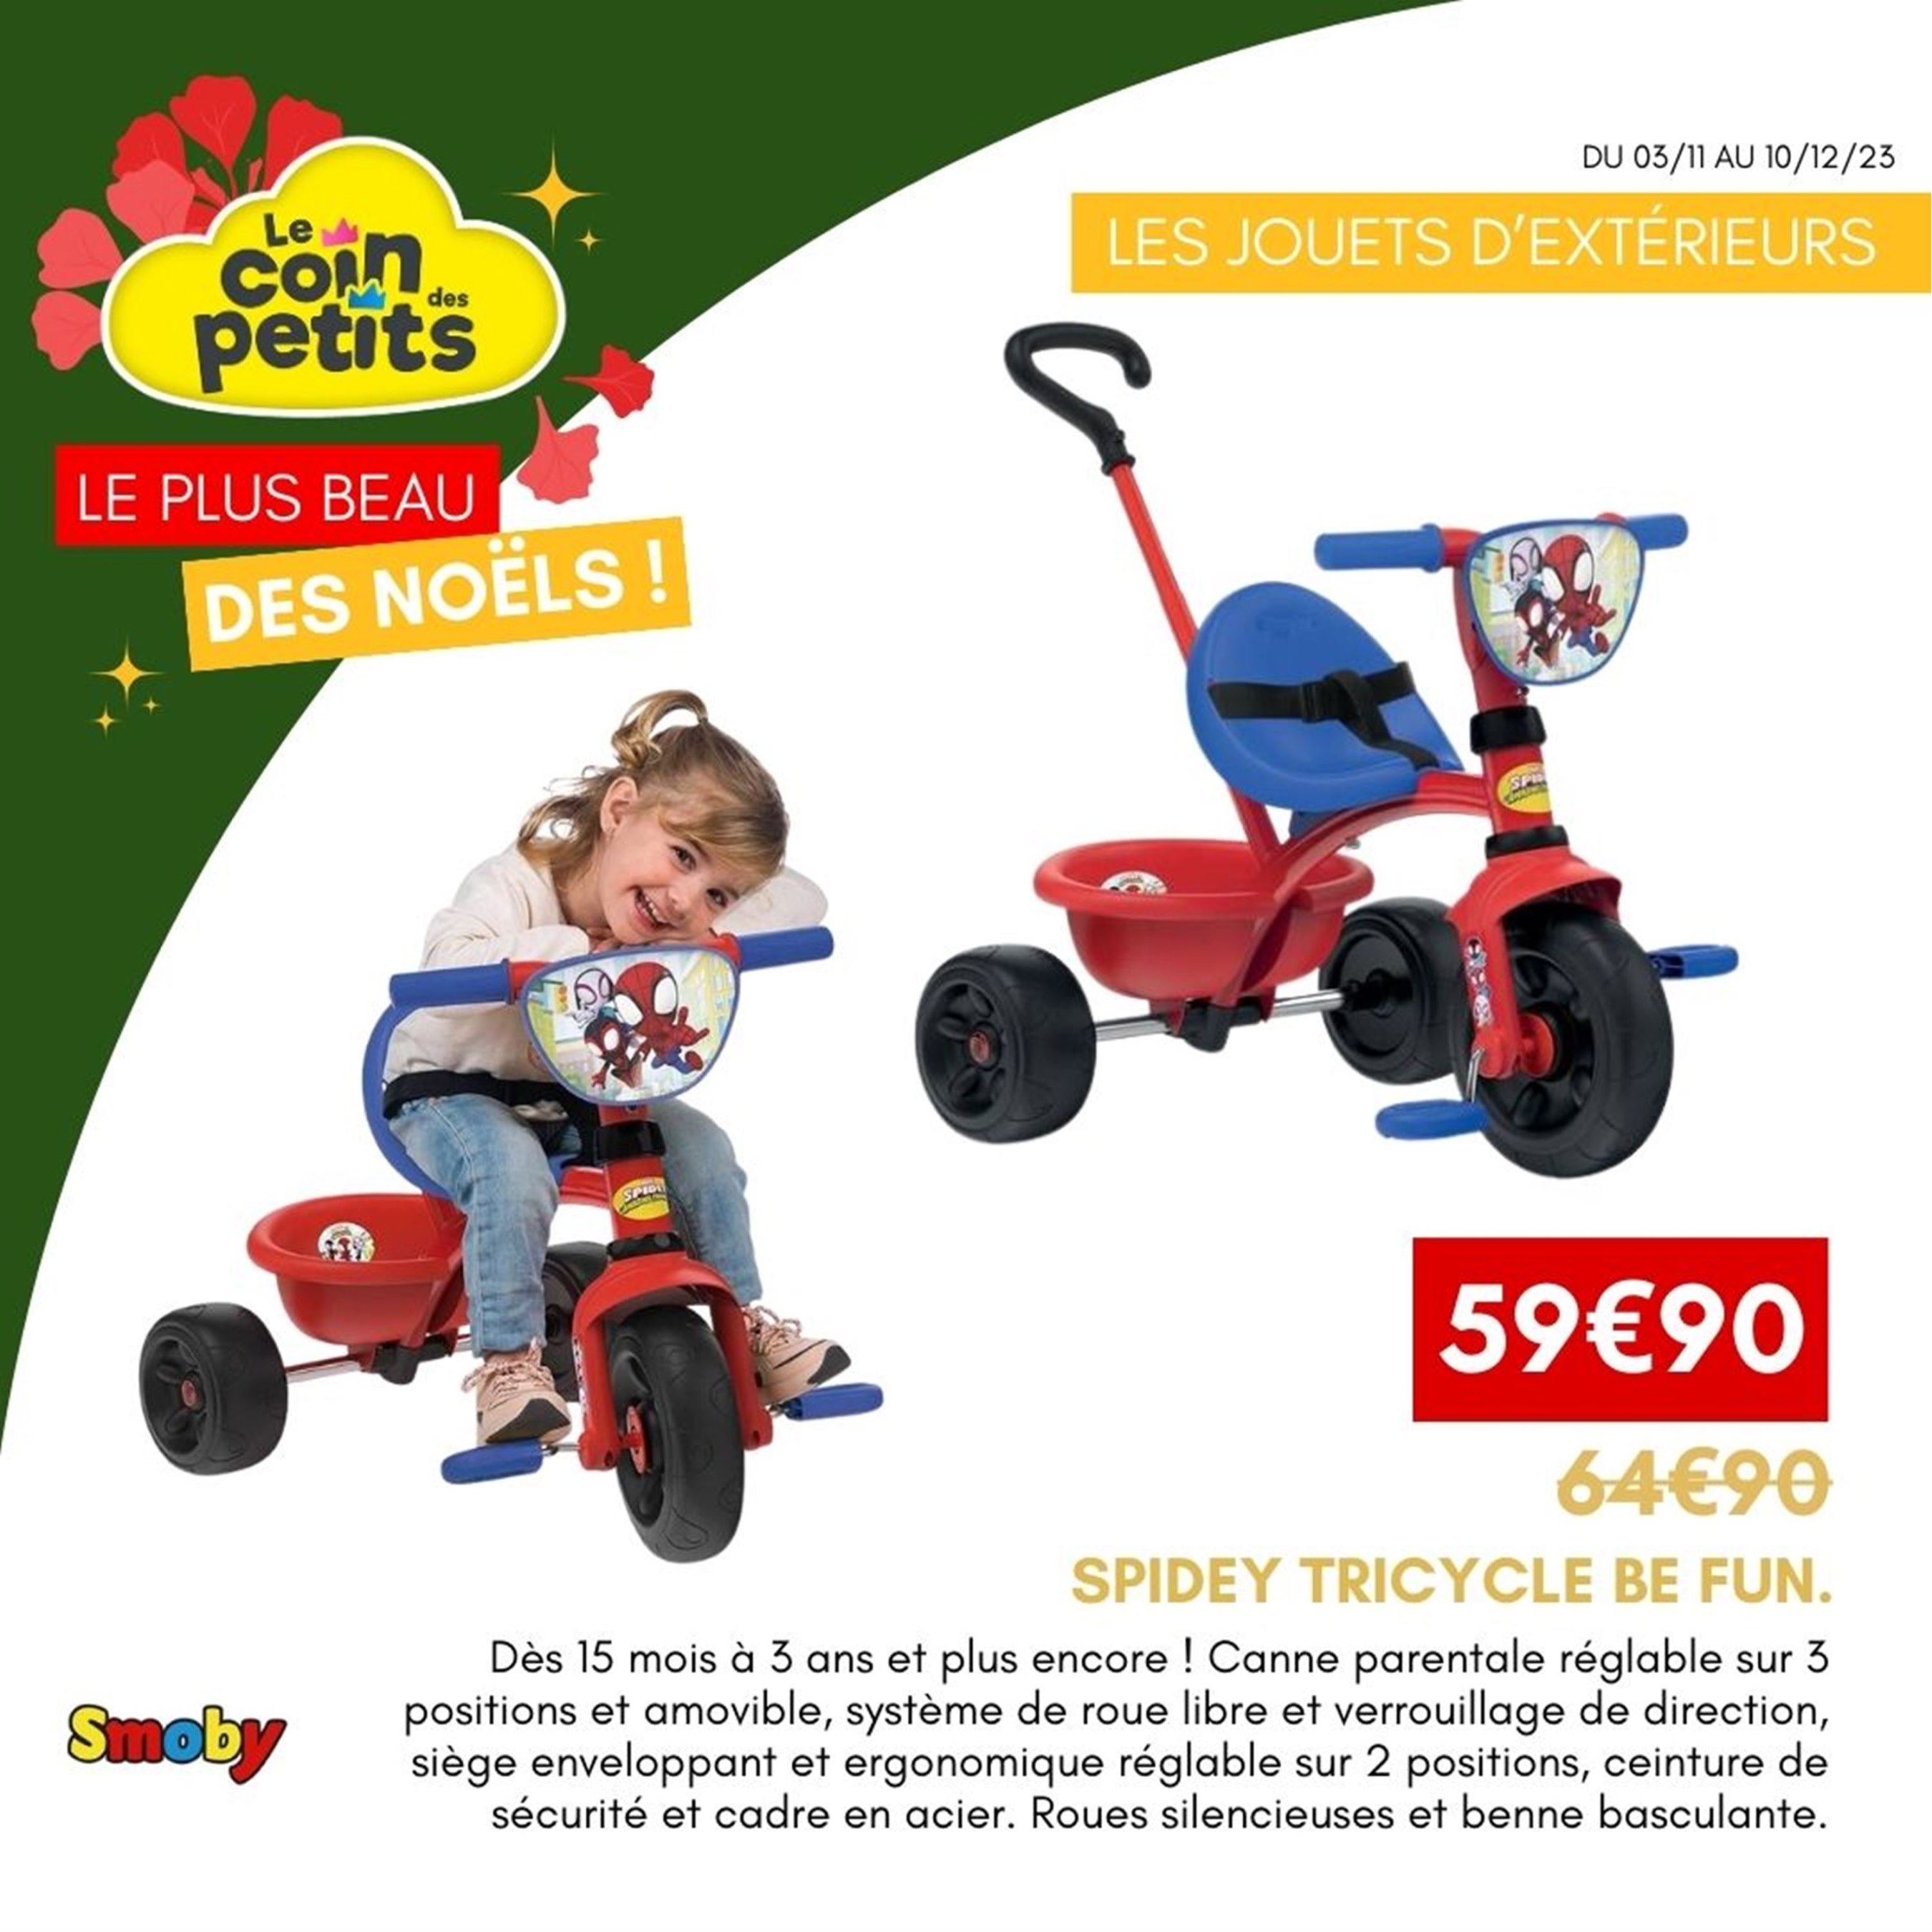 DU 03/11 AU 10/12/23
LES JOUETS D'EXTÉRIEURS
Le
coin des
petits
LE PLUS BEAU
DES NOËLS !
59€90
64€90
SPIDEY TRICYCLE BE FUN.
Dès 15 mois à 3 ans et plus encore ! Canne parentale réglable sur 3
positions et amovible, système de roue libre et verrouillage de direction,
siège enveloppant et ergonomique réglable sur 2 positions, ceinture de
sécurité et cadre en acier. Roues silencieuses et benne basculante.
Smoby